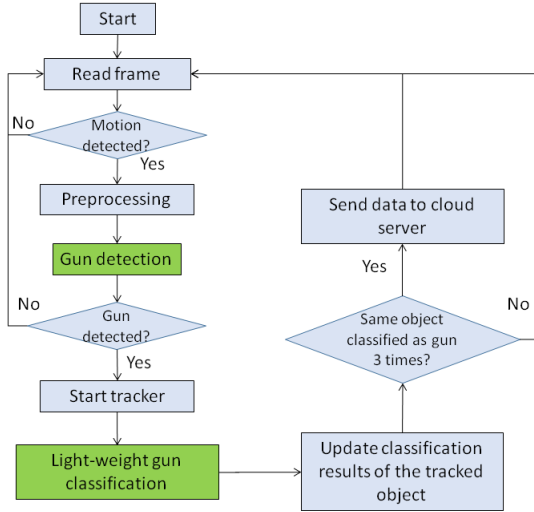 Start
Read frame
No
Motion
detected?
Yes
Preprocessing
Gun detection
No
Gun
detected?
Yes
Start tracker
Light-weight gun
classification
Update classification
results of the tracked
object
Same object
classified as gun
3 times?
No
Yes
Send data to cloud
server